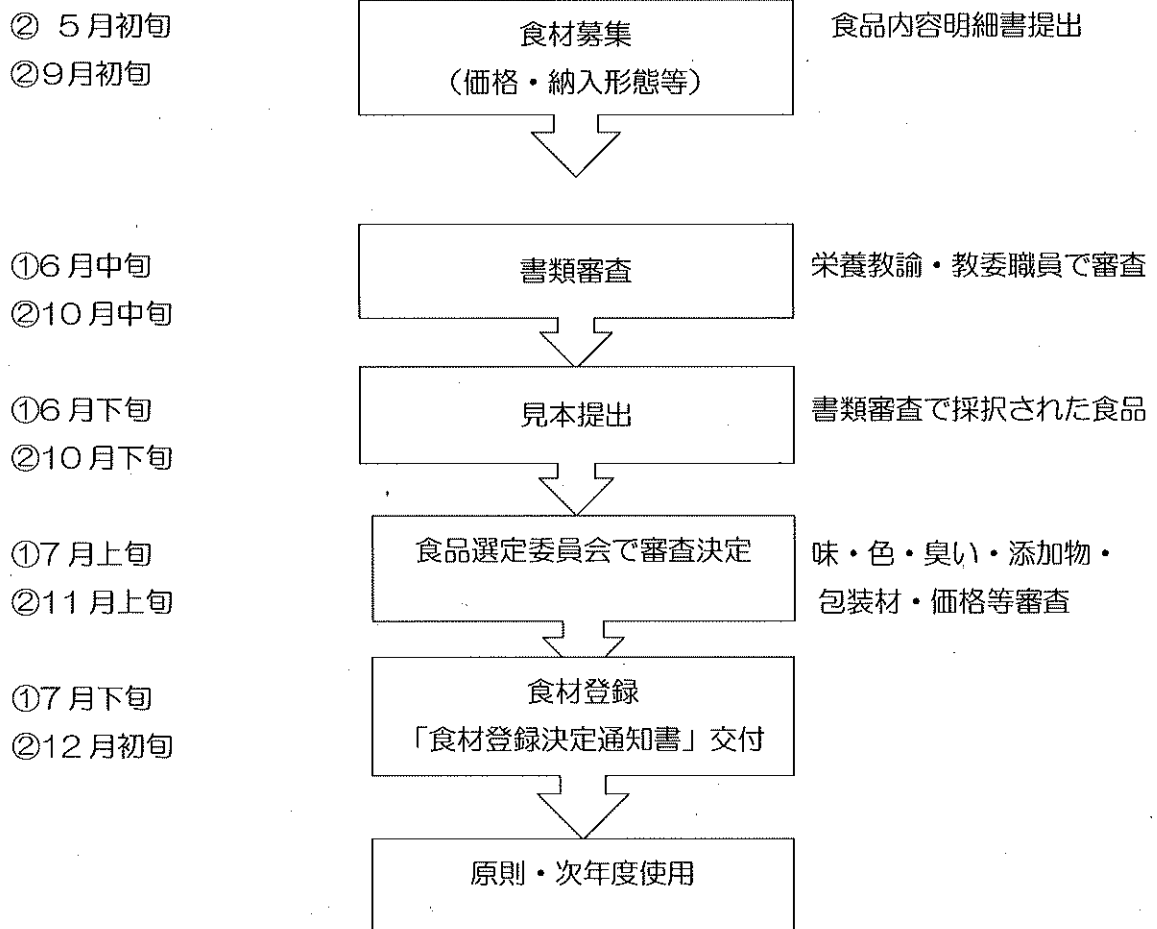 ② 5月初旬
食材募集
食品内容明細書提出
②9月初旬
（価格・納入形態等）
①6月中旬
書類審査
栄養教諭・教委職員で審査
②10月中旬
①6月下旬
見本提出
書類審査で採択された食品
②10月下旬
①7月上旬
食品選定委員会で審査決定
味・色・臭い・添加物・
②11月上旬
包装材・価格等審査
①7月下旬
食材登録
②12月初旬
「食材登録決定通知書」交付
原則・次年度使用